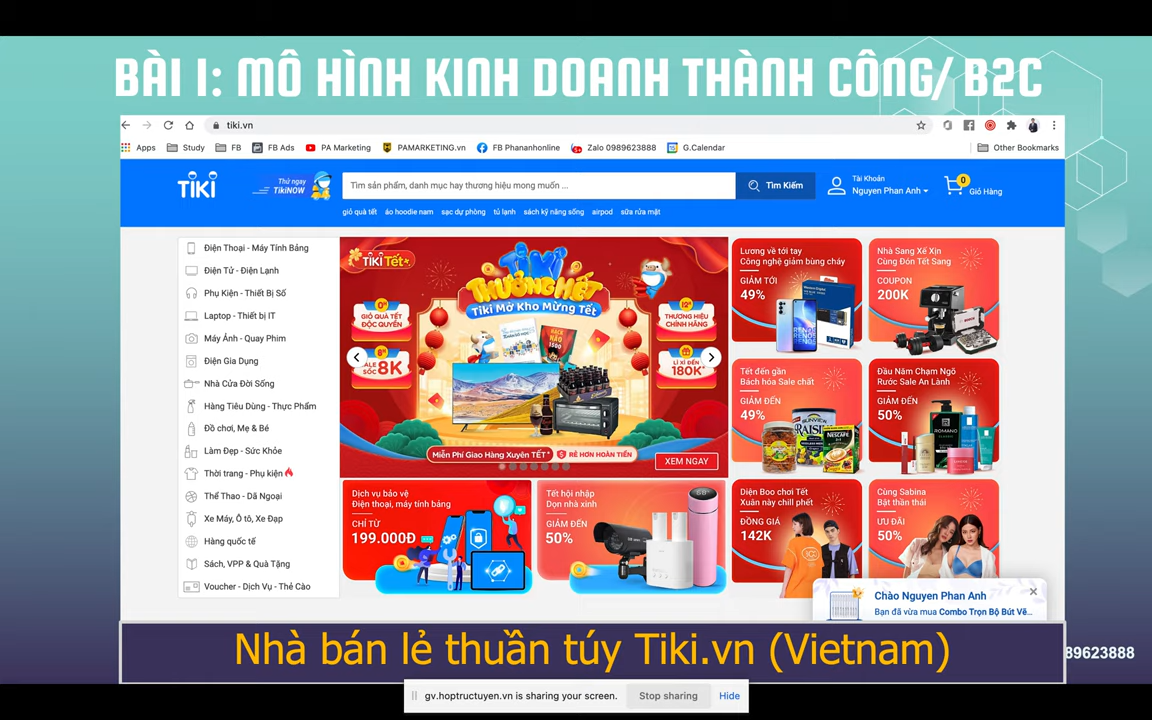 BÀI 1: MÔ HÌNH KINH DOANH THÀNH CÔNG/ B2C
tiki.vn
Apps
Study
FB
FB Ads
PA Marketing
PAMARKETING.vn
FB Phananhonline
Zalo 0989623888
G.Calendar
Other Bookmarks
TIKI
Thử ngay
TikiNOW
Tìm sản phẩm, danh mục hay thương hiệu mong muốn ...
Tìm Kiếm
Tài Khoản
Nguyen Phan Anh
0
Giỏ Hàng
giỏ quà tết
áo hoodie nam
sạc dự phòng
tủ lạnh
sách kỹ năng sống
airpod
sữa rửa mặt
Điện Thoại - Máy Tính Bảng
Điện Tử - Điện Lạnh
Phụ Kiện - Thiết Bị Số
Laptop - Thiết bị IT
Máy Ảnh - Quay Phim
Điện Gia Dụng
Nhà Cửa Đời Sống
Hàng Tiêu Dùng - Thực Phẩm
Đồ chơi, Mẹ & Bé
Làm Đẹp - Sức Khỏe
Thời trang - Phụ kiện
Thể Thao - Dã Ngoại
Xe Máy, Ô tô, Xe Đạp
Hàng quốc tế
Sách, VPP & Quà Tặng
Voucher - Dịch Vụ - Thẻ Cào
TIKI Tết
TIKI
THƯỞNG HẾT
Tiki Mở Kho Mừng Tết
GIỎ QUÀ TẾT
ĐỘC QUYỀN
SALE
SỐC 8K
THƯƠNG HIỆU
CHÍNH HÃNG
LÌ XÌ ĐẾN
180K
Miễn Phí Giao Hàng Xuyên TẾT*
RẺ HƠN HOÀN TIỀN
XEM NGAY
Lương về tới tay
Công nghệ giảm bùng cháy
GIẢM TỚI
49%
Nhà Sang Xế Xịn
Cùng Đón Tết Sang
COUPON
200K
Tết đến gần
Bách hóa Sale chất
GIẢM ĐẾN
49%
RAISI
NESCAFÉ
Đầu Năm Chạm Ngõ
Rước Sale An Lành
GIẢM ĐẾN
50%
ROMANO
Dịch vụ bảo vệ
Điện thoại, máy tính bảng
CHỈ TỪ
199.000Đ
Tết hội nhập
Dọn nhà xinh
GIẢM ĐẾN
50%
Diện Boo chơi Tết
Xuân này chill phết
ĐỒNG GIÁ
142K
Cùng Sabina
Bật thần thái
ƯU ĐÃI
50%
Chào Nguyen Phan Anh
Bạn đã vừa mua Combo Trọn Bộ Bút Vẽ...
Nhà bán lẻ thuần túy Tiki.vn (Vietnam)
89623888
gv.hoptructuyen.vn is sharing your screen.
Stop sharing
Hide